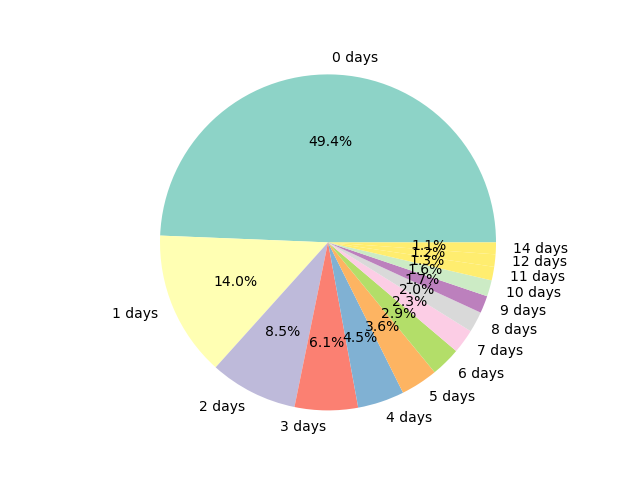 0 days
49.4%
1 days
14.0%
2 days
8.5%
3 days
6.1%
4 days
4.5%
5 days
3.6%
6 days
2.9%
7 days
2.3%
8 days
2.0%
9 days
1.7%
10 days
1.6%
11 days
1.3%
12 days
1.2%
14 days
1.1%